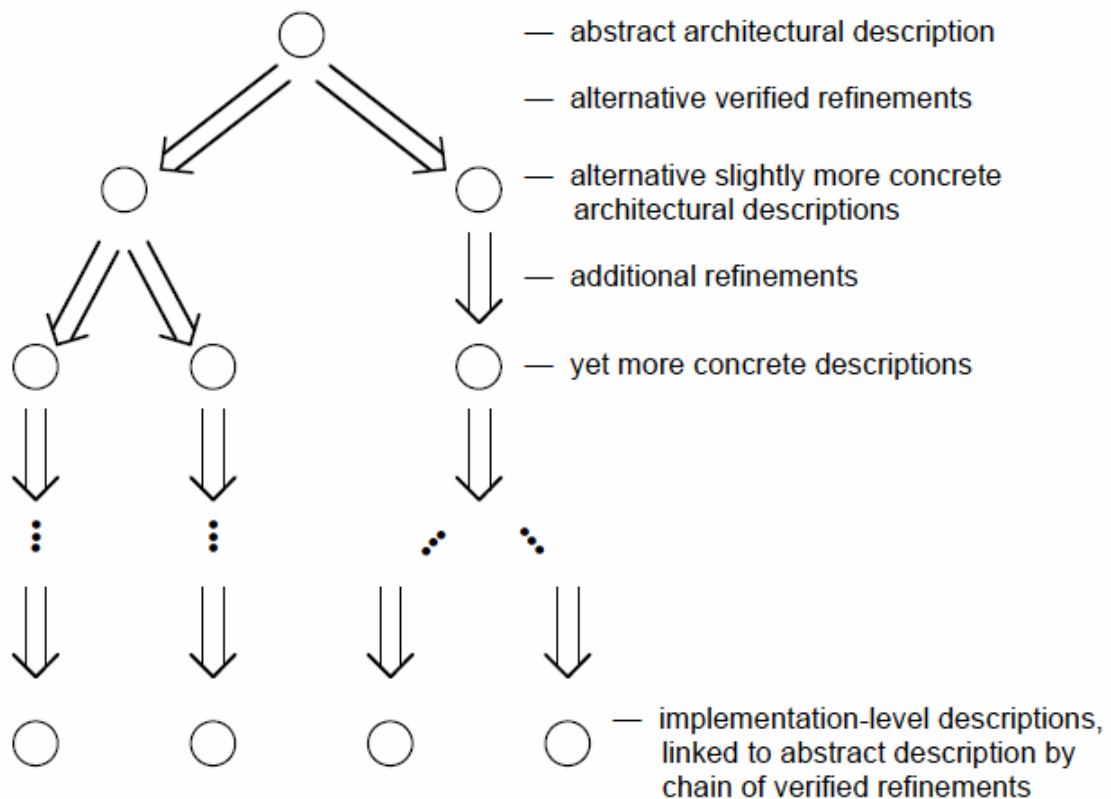 — abstract architectural description
— alternative verified refinements
— alternative slightly more concrete
architectural descriptions
— additional refinements
— yet more concrete descriptions
— implementation-level descriptions,
linked to abstract description by
chain of verified refinements